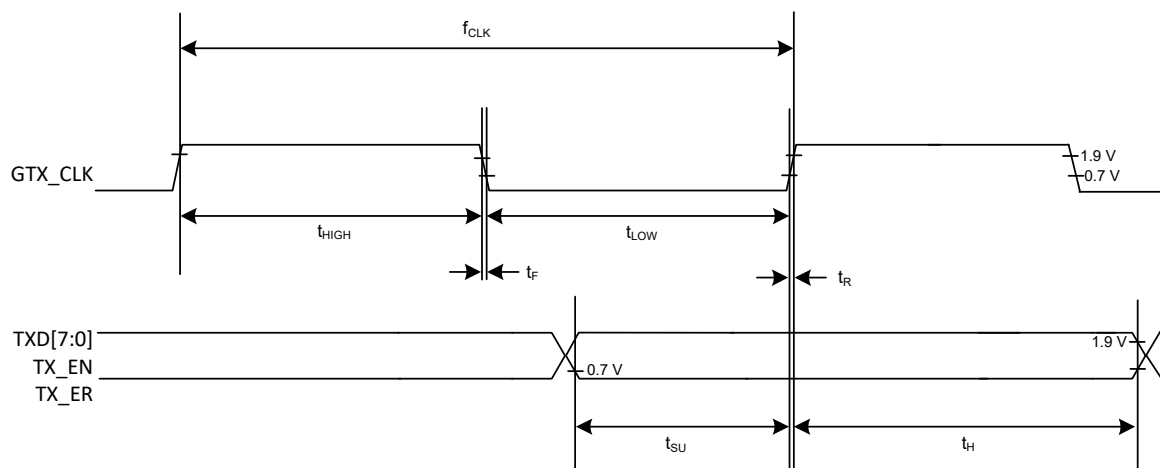 fCLK
GTX_CLK
1.9 V
0.7 V
tHIGH
tLOW
tF
tR
TXD[7:0]
TX_EN
TX_ER
0.7 V
1.9 V
tSU
tH